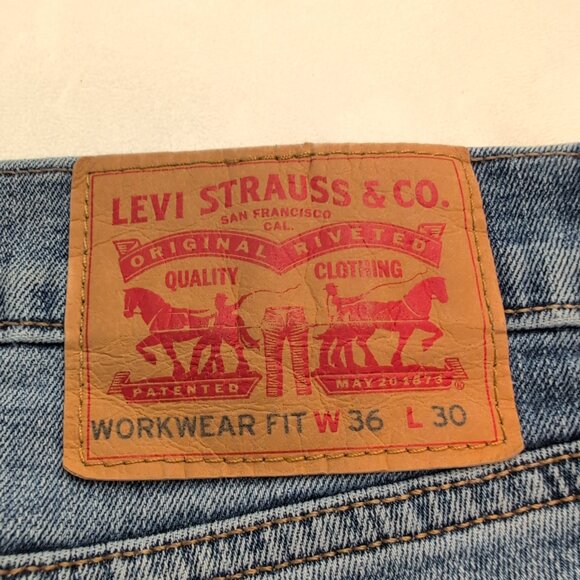 LEVI STRAUSS & CO.
SAN FRANCISCO
CAL.
ORIGINAL RIVETED
QUALITY CLOTHING
PATENTED MAY 20 1873 ®
WORKWEAR FIT W 36 L 30